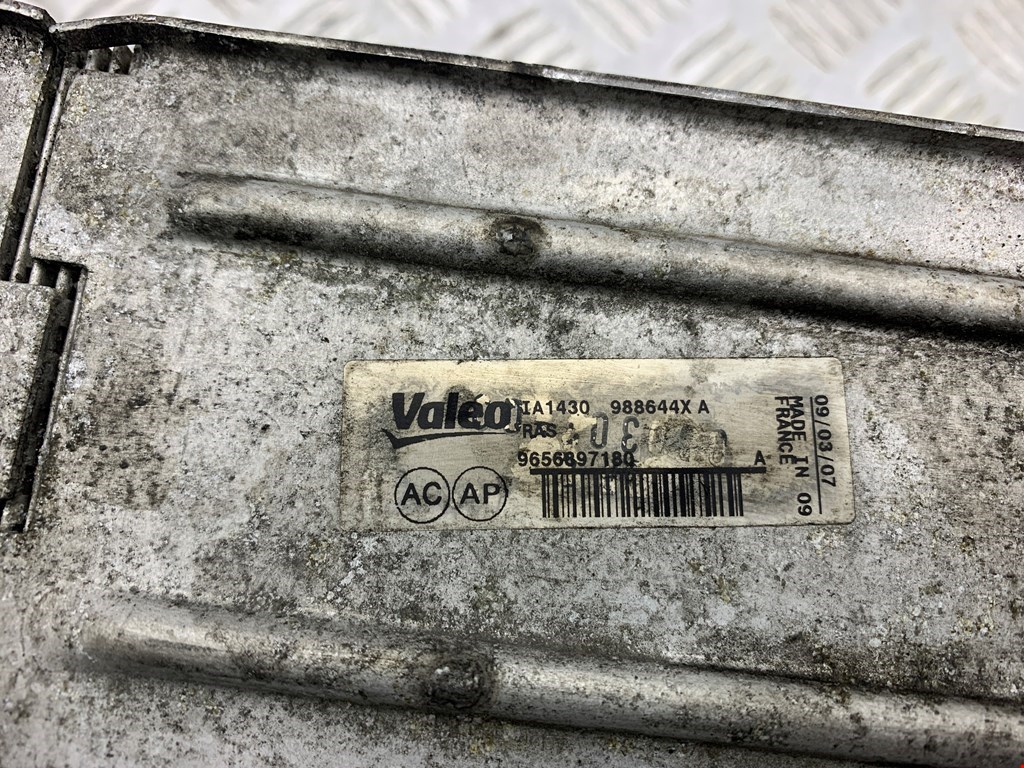 Valeo
IA1430 988644X A
RAS
9656897180 A
AC AP
09/03/07
MADE IN 09
FRANCE